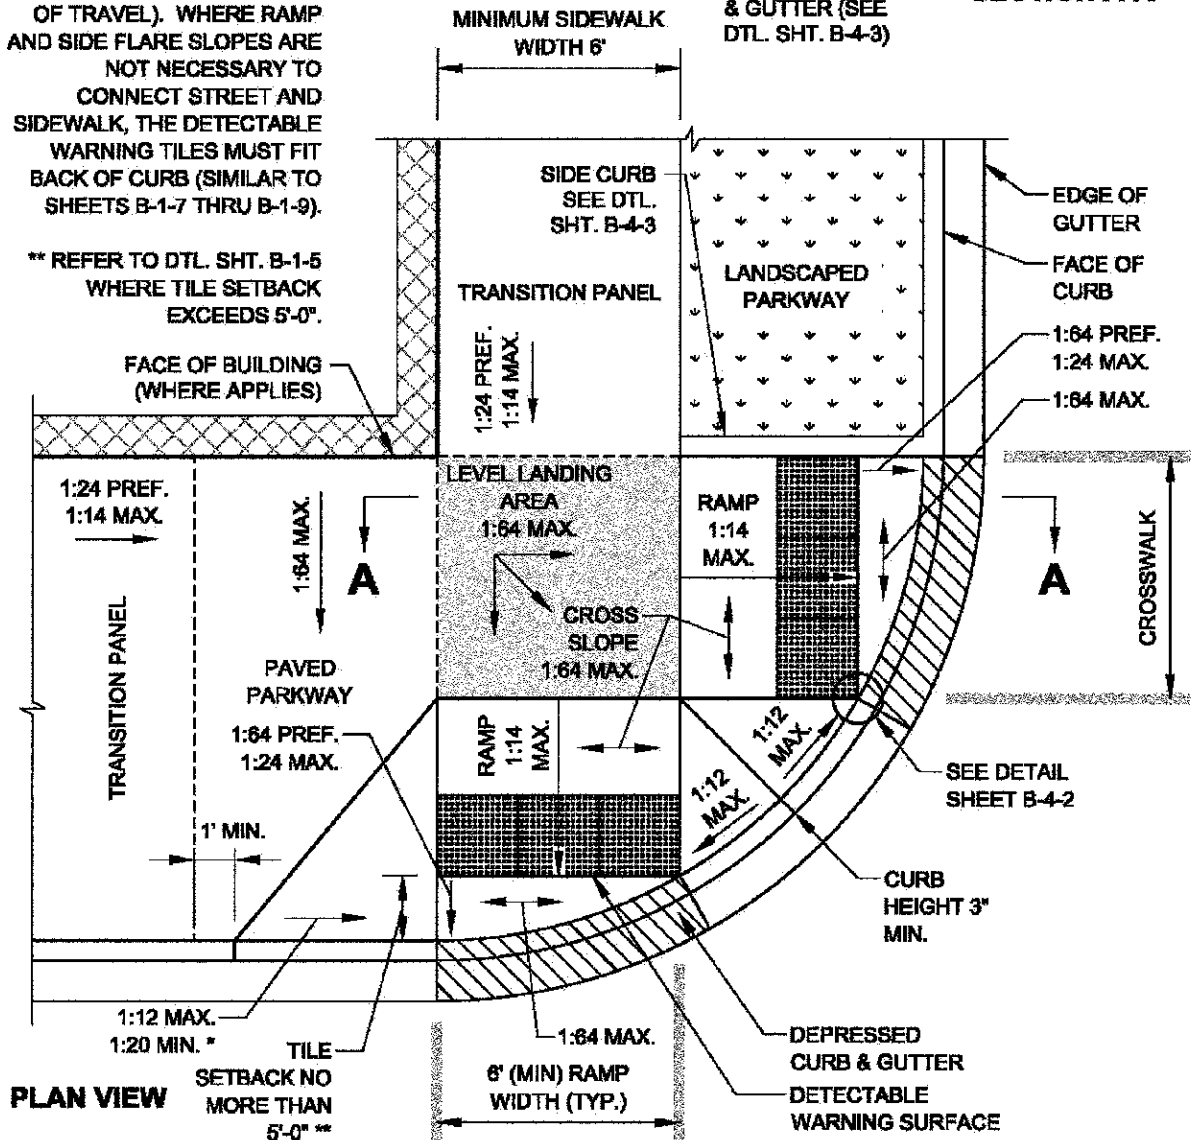 OF TRAVEL). WHERE RAMP
AND SIDE FLARE SLOPES ARE
NOT NECESSARY TO
CONNECT STREET AND
SIDEWALK, THE DETECTABLE
WARNING TILES MUST FIT
BACK OF CURB (SIMILAR TO
SHEETS B-1-7 THRU B-1-9).
** REFER TO DTL. SHT. B-1-5
WHERE TILE SETBACK
EXCEEDS 5'-0".
FACE OF BUILDING
(WHERE APPLIES)
MINIMUM SIDEWALK
WIDTH 6'
& GUTTER (SEE
DTL. SHT. B-4-3)
SIDE CURB
SEE DTL.
SHT. B-4-3
TRANSITION PANEL
1:24 PREF.
1:14 MAX.
LANDSCAPED
PARKWAY
EDGE OF
GUTTER
FACE OF
CURB
1:64 PREF.
1:24 MAX.
1:64 MAX.
1:24 PREF.
1:14 MAX.
1:64 MAX.
A
LEVEL LANDING
AREA
1:64 MAX.
RAMP
1:14
MAX.
A
CROSSWALK
CROSS
SLOPE
1:64 MAX.
TRANSITION PANEL
PAVED
PARKWAY
1:64 PREF.
1:24 MAX.
RAMP
1:14
MAX.
1:12
MAX.
1:12
MAX.
SEE DETAIL
SHEET B-4-2
1' MIN.
CURB
HEIGHT 3"
MIN.
1:12 MAX.
1:20 MIN. *
TILE
SETBACK NO
MORE THAN
5'-0" **
1:64 MAX.
6' (MIN) RAMP
WIDTH (TYP.)
DEPRESSED
CURB & GUTTER
DETECTABLE
WARNING SURFACE
PLAN VIEW